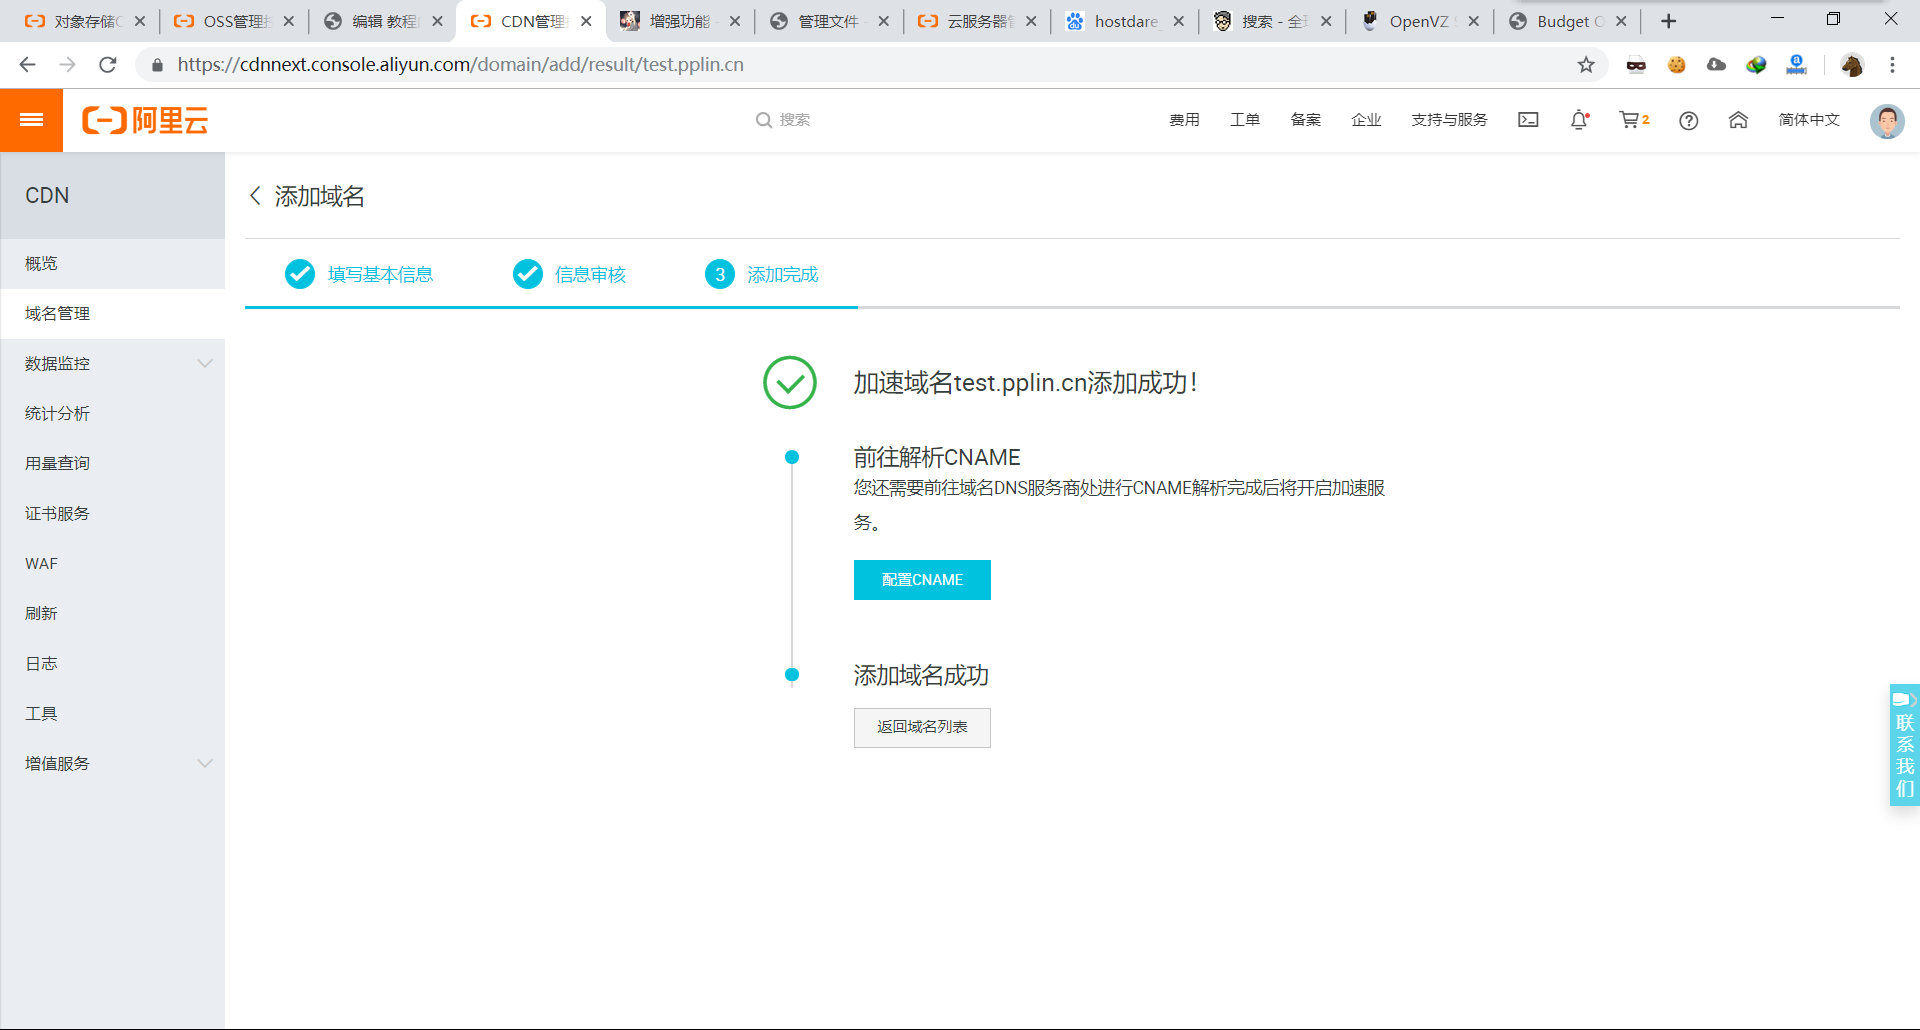 对象存储
OSS管理控
编辑 教程
CDN管理控
增强功能
管理文件 -
云服务器管
hostdare_
搜索 - 全球
OpenVZ S
Budget O
https://cdnnext.console.aliyun.com/domain/add/result/test.pplin.cn
阿里云
搜索
费用
工单
备案
企业
支持与服务
2
简体中文
CDN
概览
域名管理
数据监控
统计分析
用量查询
证书服务
WAF
刷新
日志
工具
增值服务
添加域名
填写基本信息
信息审核
3 添加完成
加速域名test.pplin.cn添加成功！
前往解析CNAME
您还需要前往域名DNS服务商处进行CNAME解析完成后将开启加速服
务。
配置CNAME
添加域名成功
返回域名列表
联系我们